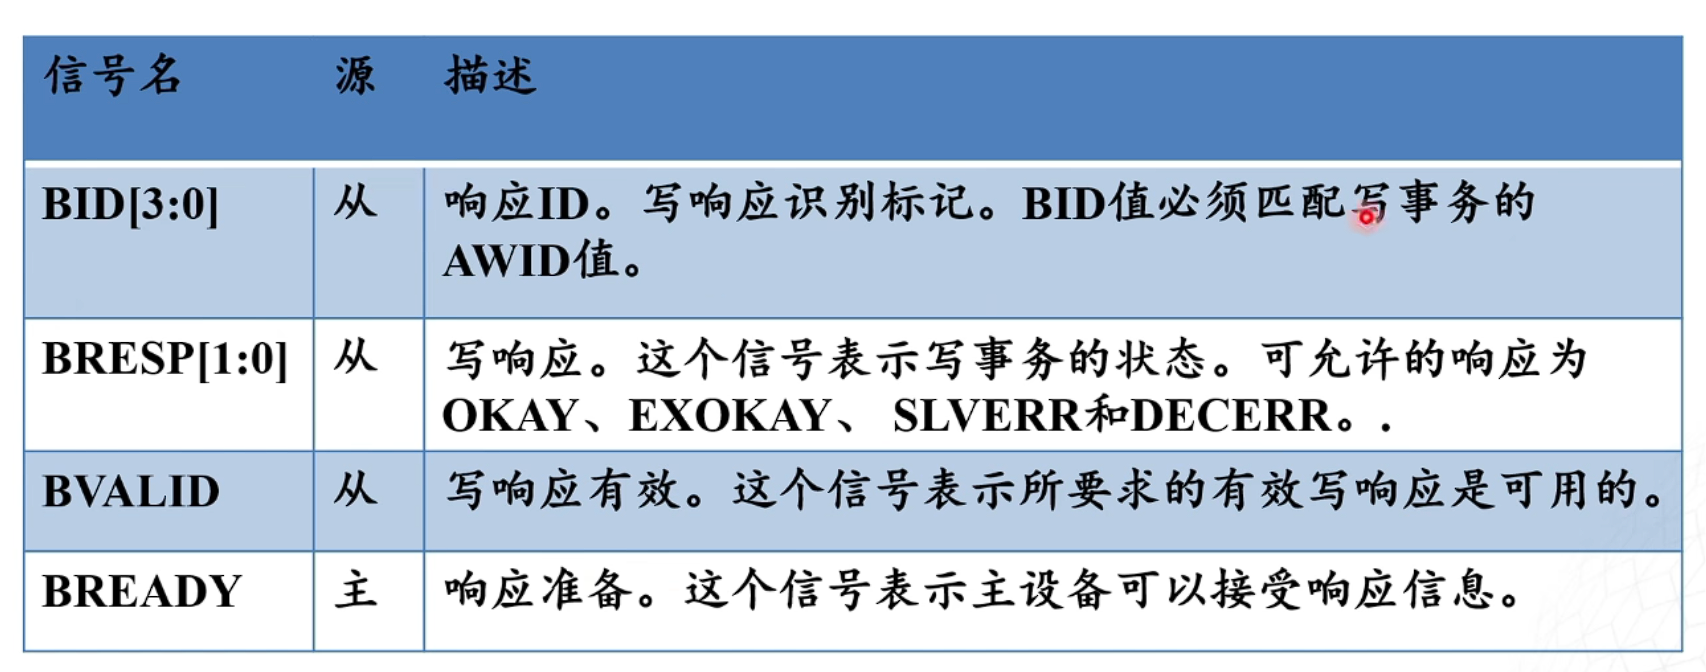 信号名 源 描述
BID[3:0] 从 响应ID。写响应识别标记。BID值必须匹配写事务的
AWID值。
BRESP[1:0] 从 写响应。这个信号表示写事务的状态。可允许的响应为
OKAY、EXOKAY、 SLVERR和DECERR。.
BVALID 从 写响应有效。这个信号表示所要求的有效写响应是可用的。
BREADY 主 响应准备。这个信号表示主设备可以接受响应信息。